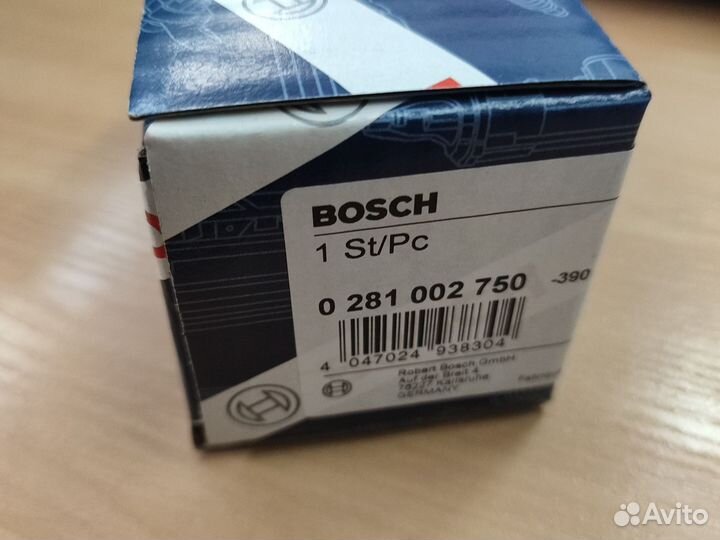 BOSCH
1 St/Pc
0 281 002 750 -390
4 047024 938304
Robert Bosch GmbH
Auf der Breit 4
76227 Karlsruhe
GERMANY
Avito